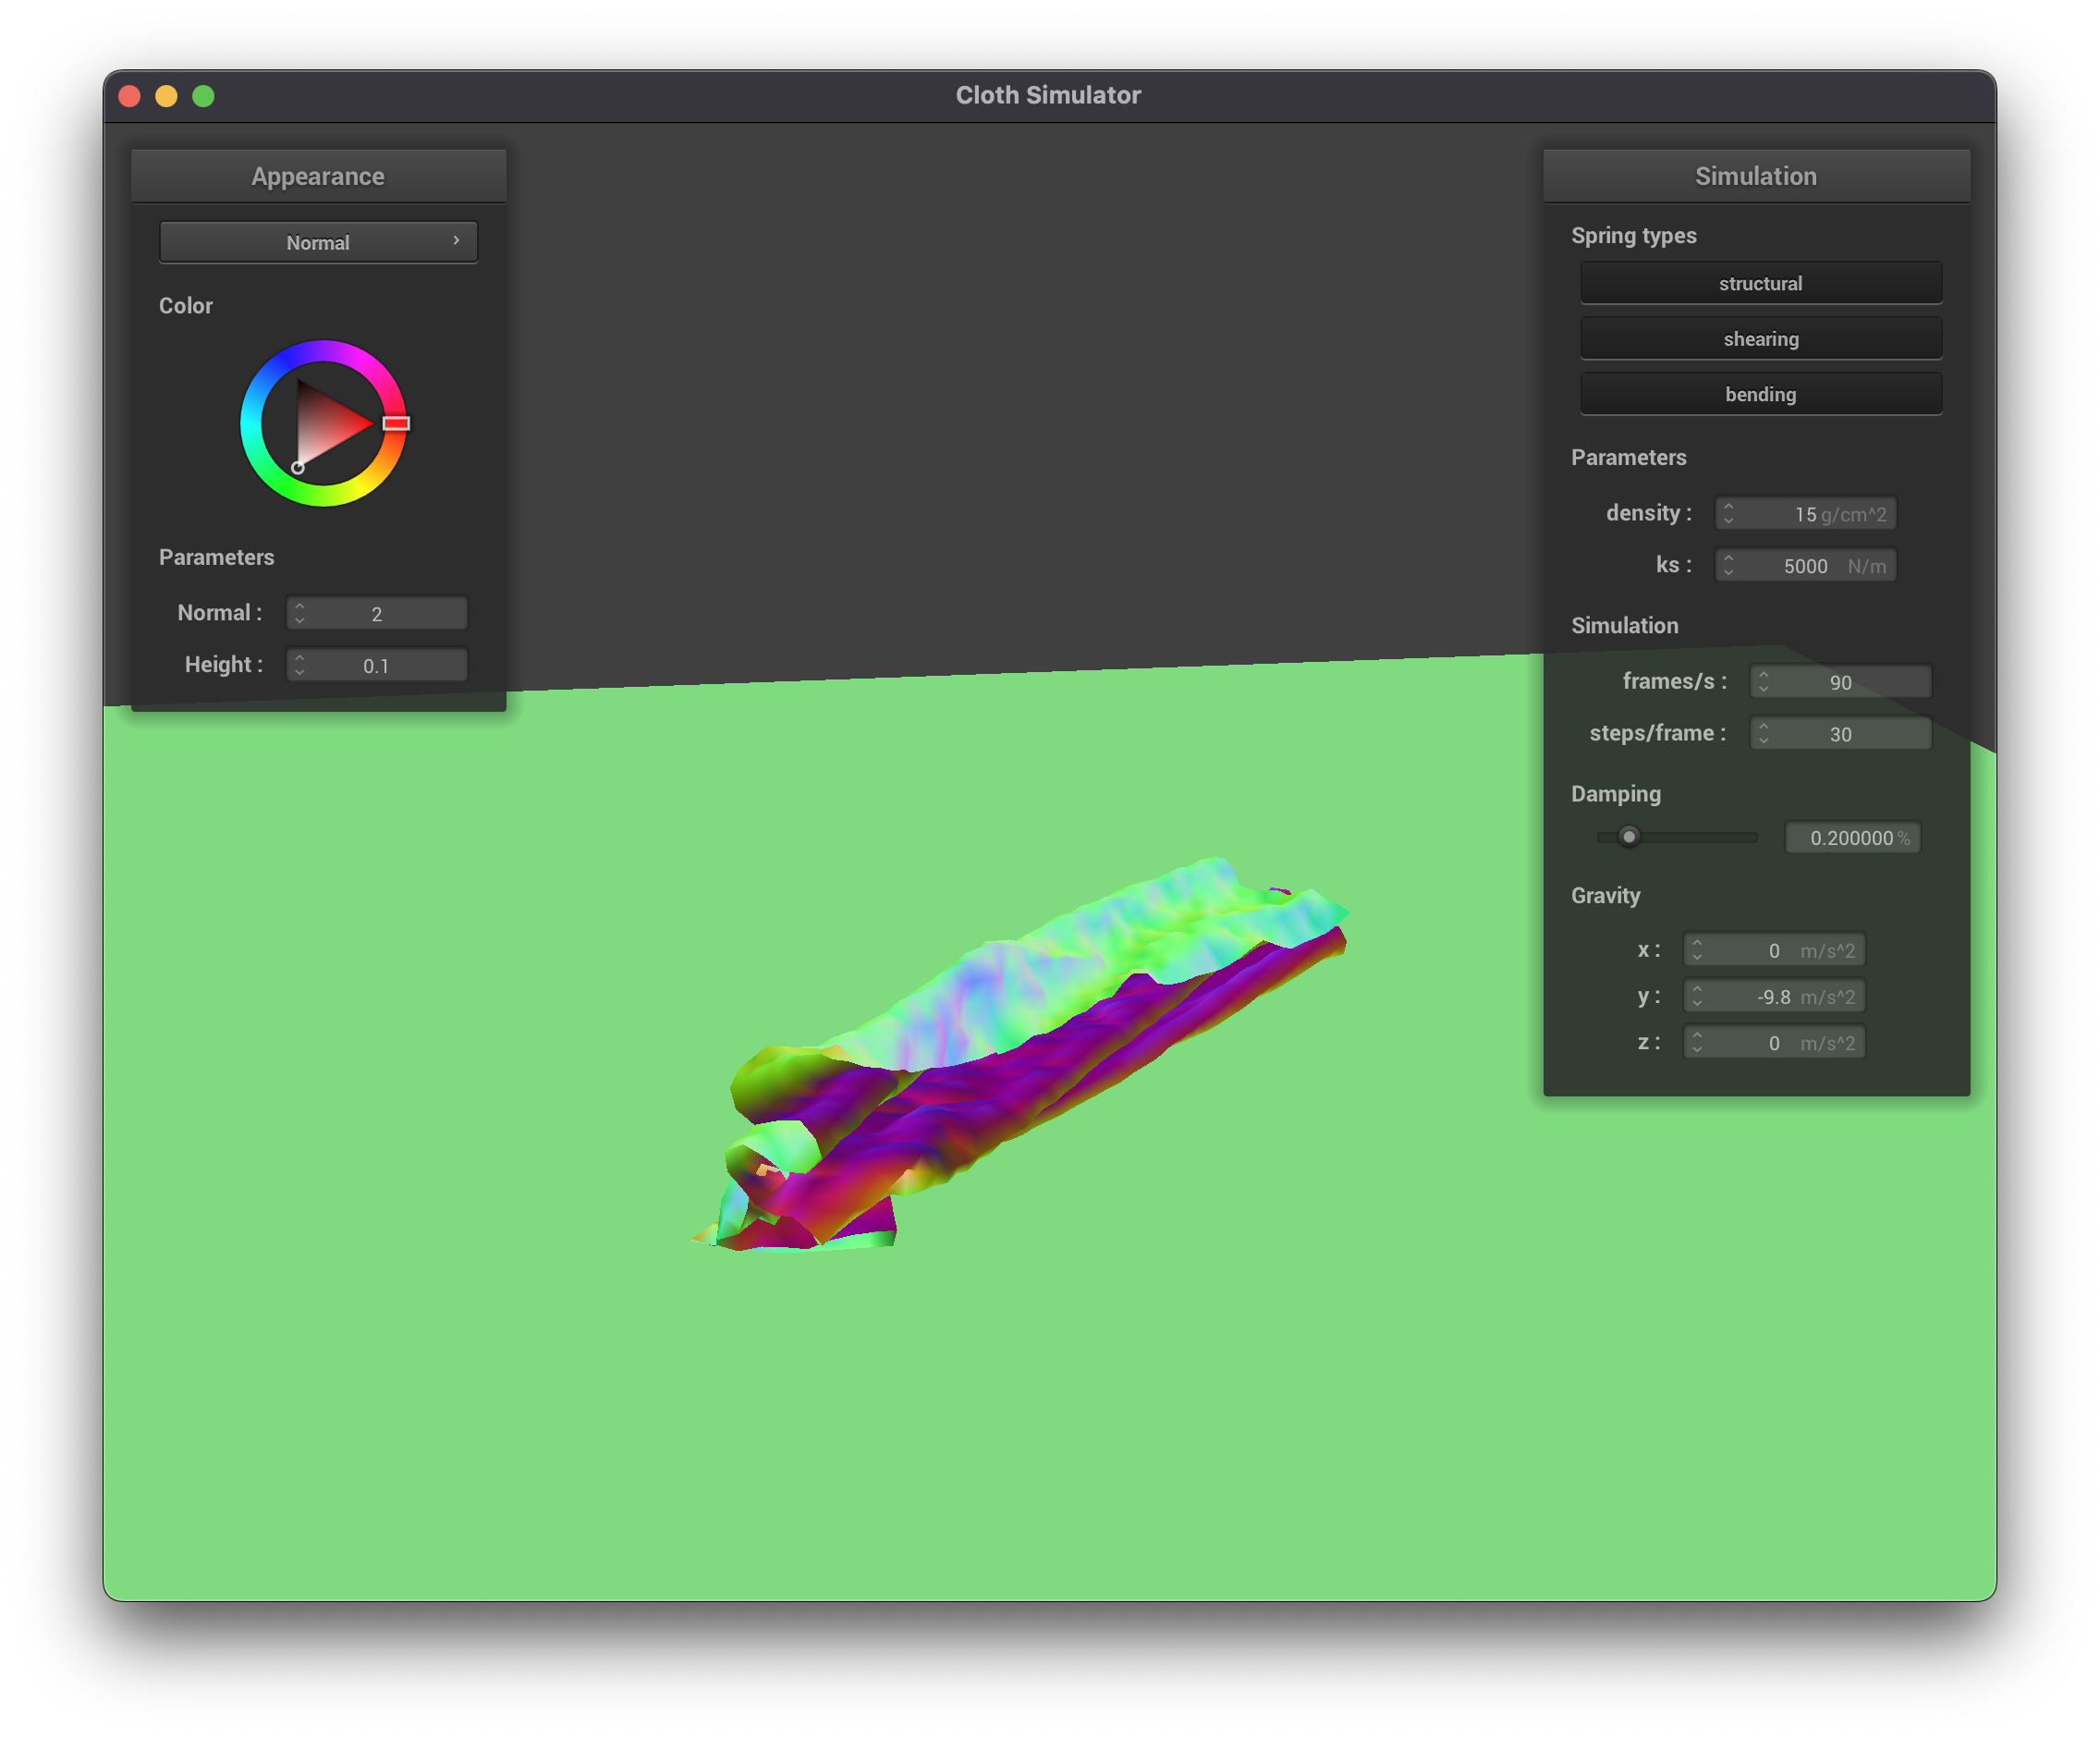 Cloth Simulator
Appearance
Normal
Color
Parameters
Normal : 2
Height : 0.1
Simulation
Spring types
structural
shearing
bending
Parameters
density : 15 g/cm^2
ks : 5000 N/m
Simulation
frames/s : 90
steps/frame : 30
Damping
0.200000 %
Gravity
x : 0 m/s^2
y : -9.8 m/s^2
z : 0 m/s^2